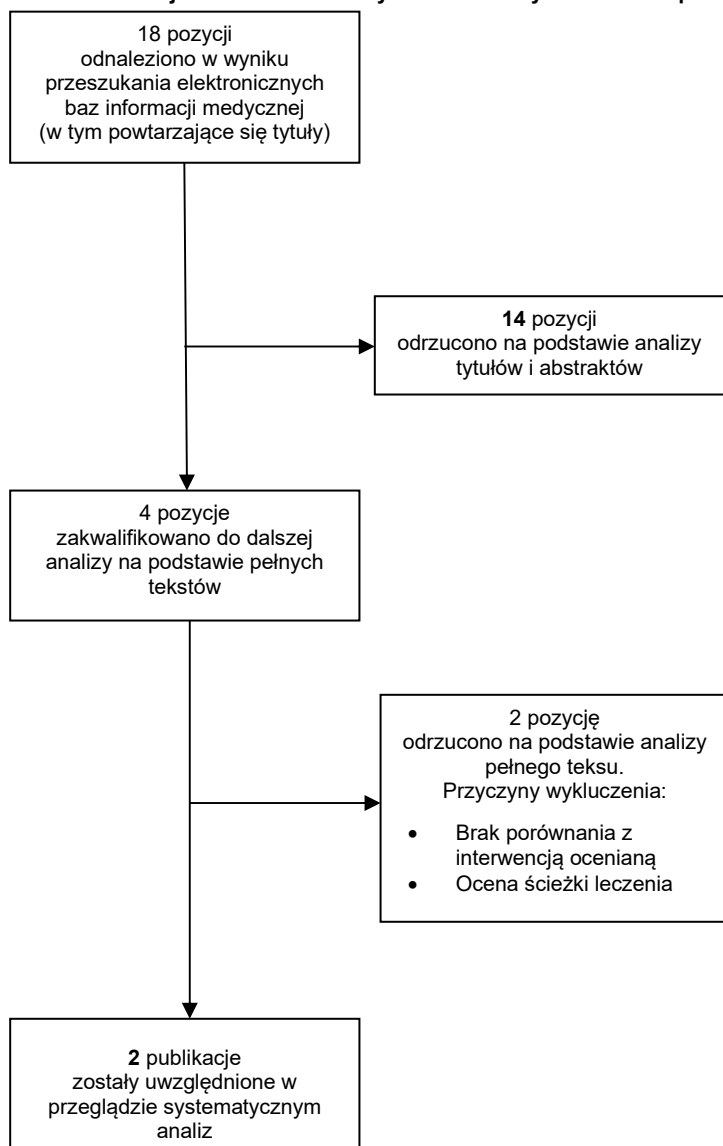 18 pozycji
odnaleziono w wyniku
przeszukania elektronicznych
baz informacji medycznej
(w tym powtarzające się tytuły)
14 pozycji
odrzucono na podstawie analizy
tytułów i abstraktów
4 pozycje
zakwalifikowano do dalszej
analizy na podstawie pełnych
tekstów
2 pozycję
odrzucono na podstawie analizy
pełnego teksu.
Przyczyny wykluczenia:
• Brak porównania z
interwencją ocenianą
• Ocena ścieżki leczenia
2 publikacje
zostały uwzględnione w
przeglądzie systematycznym
analiz